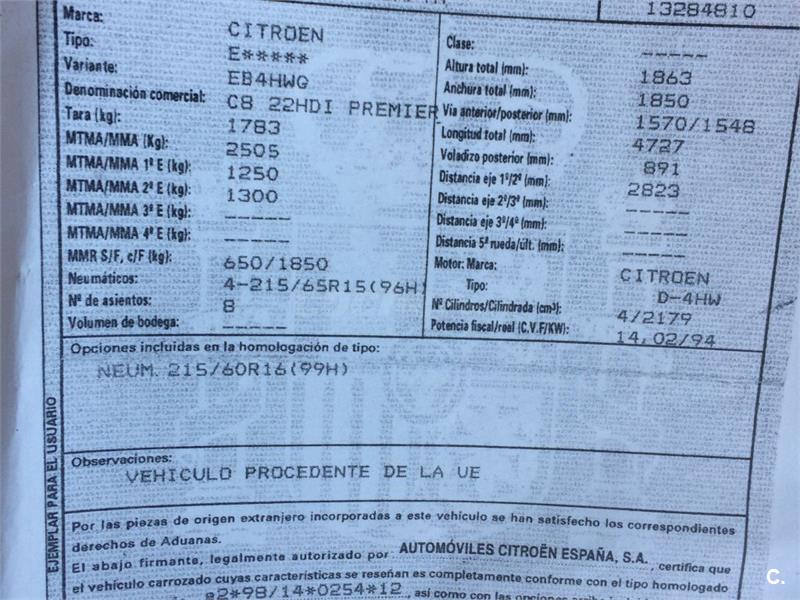 13284810
Marca: CITROEN
Tipo: E*****
Variante: EB4HWG
Denominación comercial: C8 22HDI PREMIER
Tara (kg): 1783
MTMA/MMA (Kg): 2505
MTMA/MMA 1º E (kg): 1250
MTMA/MMA 2º E (kg): 1300
MTMA/MMA 3º E (kg): -----
MTMA/MMA 4º E (kg): -----
MMR S/F, c/F (kg): 650/1850
Neumáticos: 4-215/65R15(96H)
Nº de asientos: 8
Volumen de bodega: -----
Clase: -----
Altura total (mm): 1863
Anchura total (mm): 1850
Via anterior/posterior (mm): 1570/1548
Longitud total (mm): 4727
Voladizo posterior (mm): 891
Distancia eje 1º/2º (mm): 2823
Distancia eje 2º/3º (mm): -----
Distancia eje 3º/4º (mm): -----
Distancia 5ª rueda/últ. (mm): -----
Motor: Marca: CITROEN
Tipo: D-4HW
Nº Cilindros/Cilindrada (cm³): 4/2179
Potencia fiscal/real (C.V.F/KW): 14,02/94
Opciones incluidas en la homologación de tipo:
NEUM. 215/60R16(99H)
Observaciones:
VEHICULO PROCEDENTE DE LA UE
EJEMPLAR PARA EL USUARIO
Por las piezas de origen extranjero incorporadas a este vehículo se han satisfecho los correspondientes
derechos de Aduanas.
El abajo firmante, legalmente autorizado por AUTOMÓVILES CITROËN ESPAÑA, S.A., certifica que
el vehículo carrozado cuyas características se reseñan es completamente conforme con el tipo homologado
e2*98/14*0254*12, así como con las opciones
C.